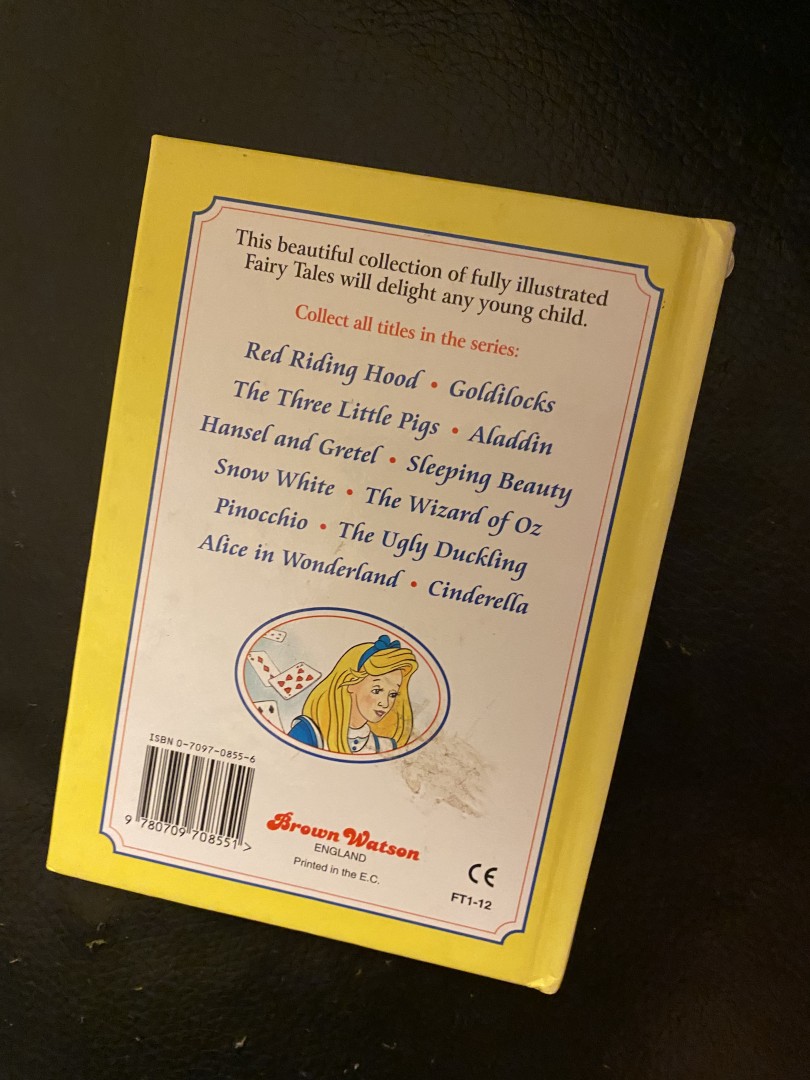 This beautiful collection of fully illustrated
Fairy Tales will delight any young child.
Collect all titles in the series:
Red Riding Hood • Goldilocks
The Three Little Pigs • Aladdin
Hansel and Gretel • Sleeping Beauty
Snow White • The Wizard of Oz
Pinocchio • The Ugly Duckling
Alice in Wonderland • Cinderella
ISBN 0-7097-0855-6
9 780709 708551 >
Brown Watson
ENGLAND
Printed in the E.C.
CE
FT1-12